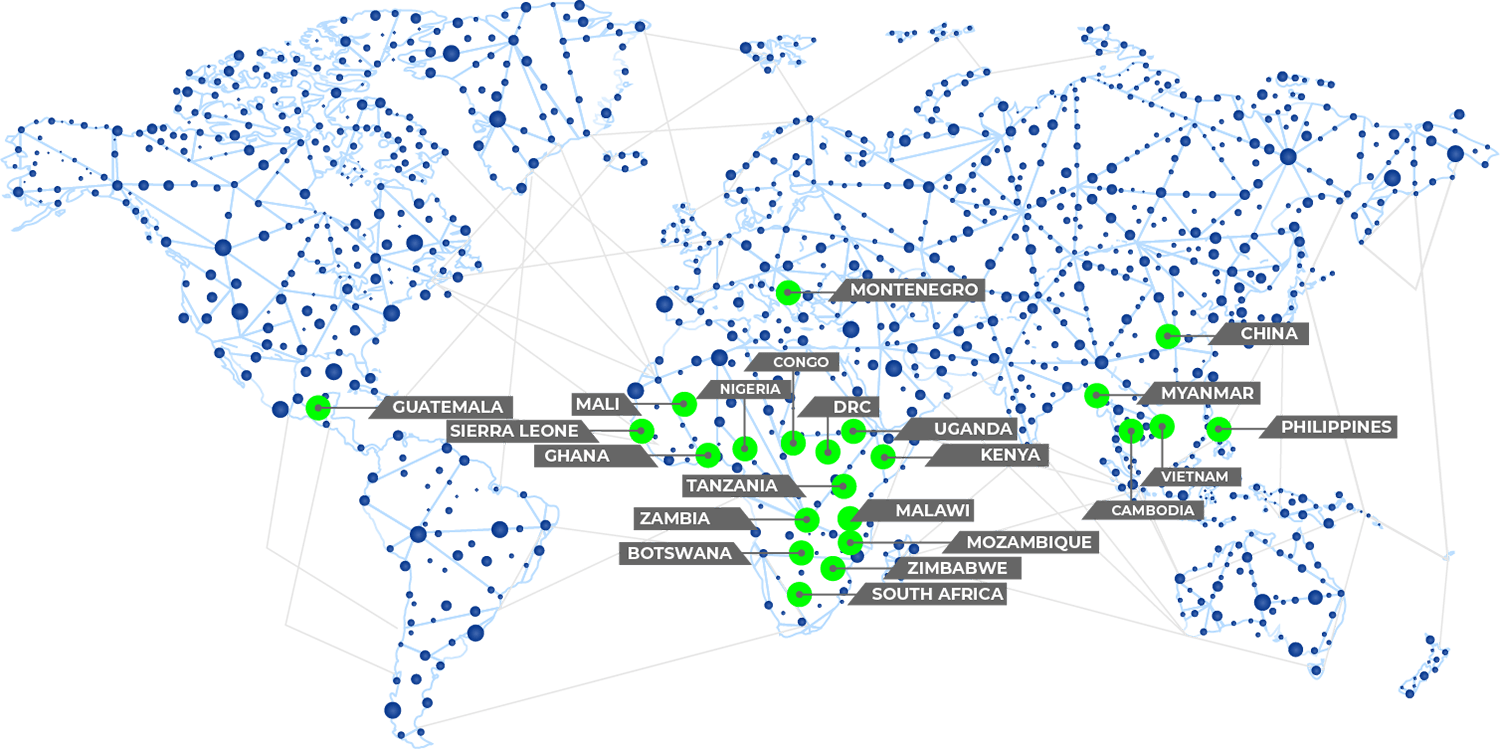 MONTENEGRO
CHINA
CONGO
NIGERIA
MYANMAR
MALI
DRC
GUATEMALA
SIERRA LEONE
UGANDA
PHILIPPINES
GHANA
KENYA
VIETNAM
TANZANIA
CAMBODIA
ZAMBIA
MALAWI
MOZAMBIQUE
BOTSWANA
ZIMBABWE
SOUTH AFRICA